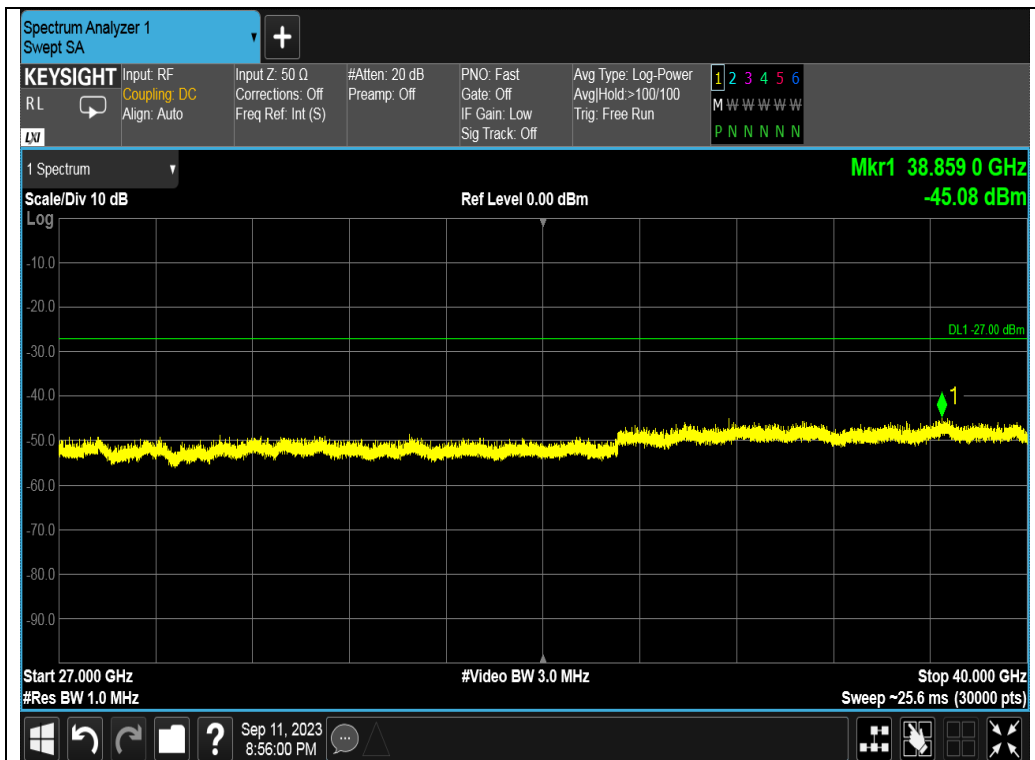 Spectrum Analyzer 1
Swept SA
+
KEYSIGHT
RL
LXI
Input: RF
Coupling: DC
Align: Auto
Input Z: 50 Ω
Corrections: Off
Freq Ref: Int (S)
#Atten: 20 dB
Preamp: Off
PNO: Fast
Gate: Off
IF Gain: Low
Sig Track: Off
Avg Type: Log-Power
Avg|Hold:>100/100
Trig: Free Run
1 2 3 4 5 6
M W W W W W
P N N N N N
1 Spectrum
Mkr1 38.859 0 GHz
-45.08 dBm
Scale/Div 10 dB
Ref Level 0.00 dBm
Log
-10.0
-20.0
DL1 -27.00 dBm
-30.0
-40.0
1
-50.0
-60.0
-70.0
-80.0
-90.0
Start 27.000 GHz
#Video BW 3.0 MHz
Stop 40.000 GHz
#Res BW 1.0 MHz
Sweep ~25.6 ms (30000 pts)
?
Sep 11, 2023
8:56:00 PM